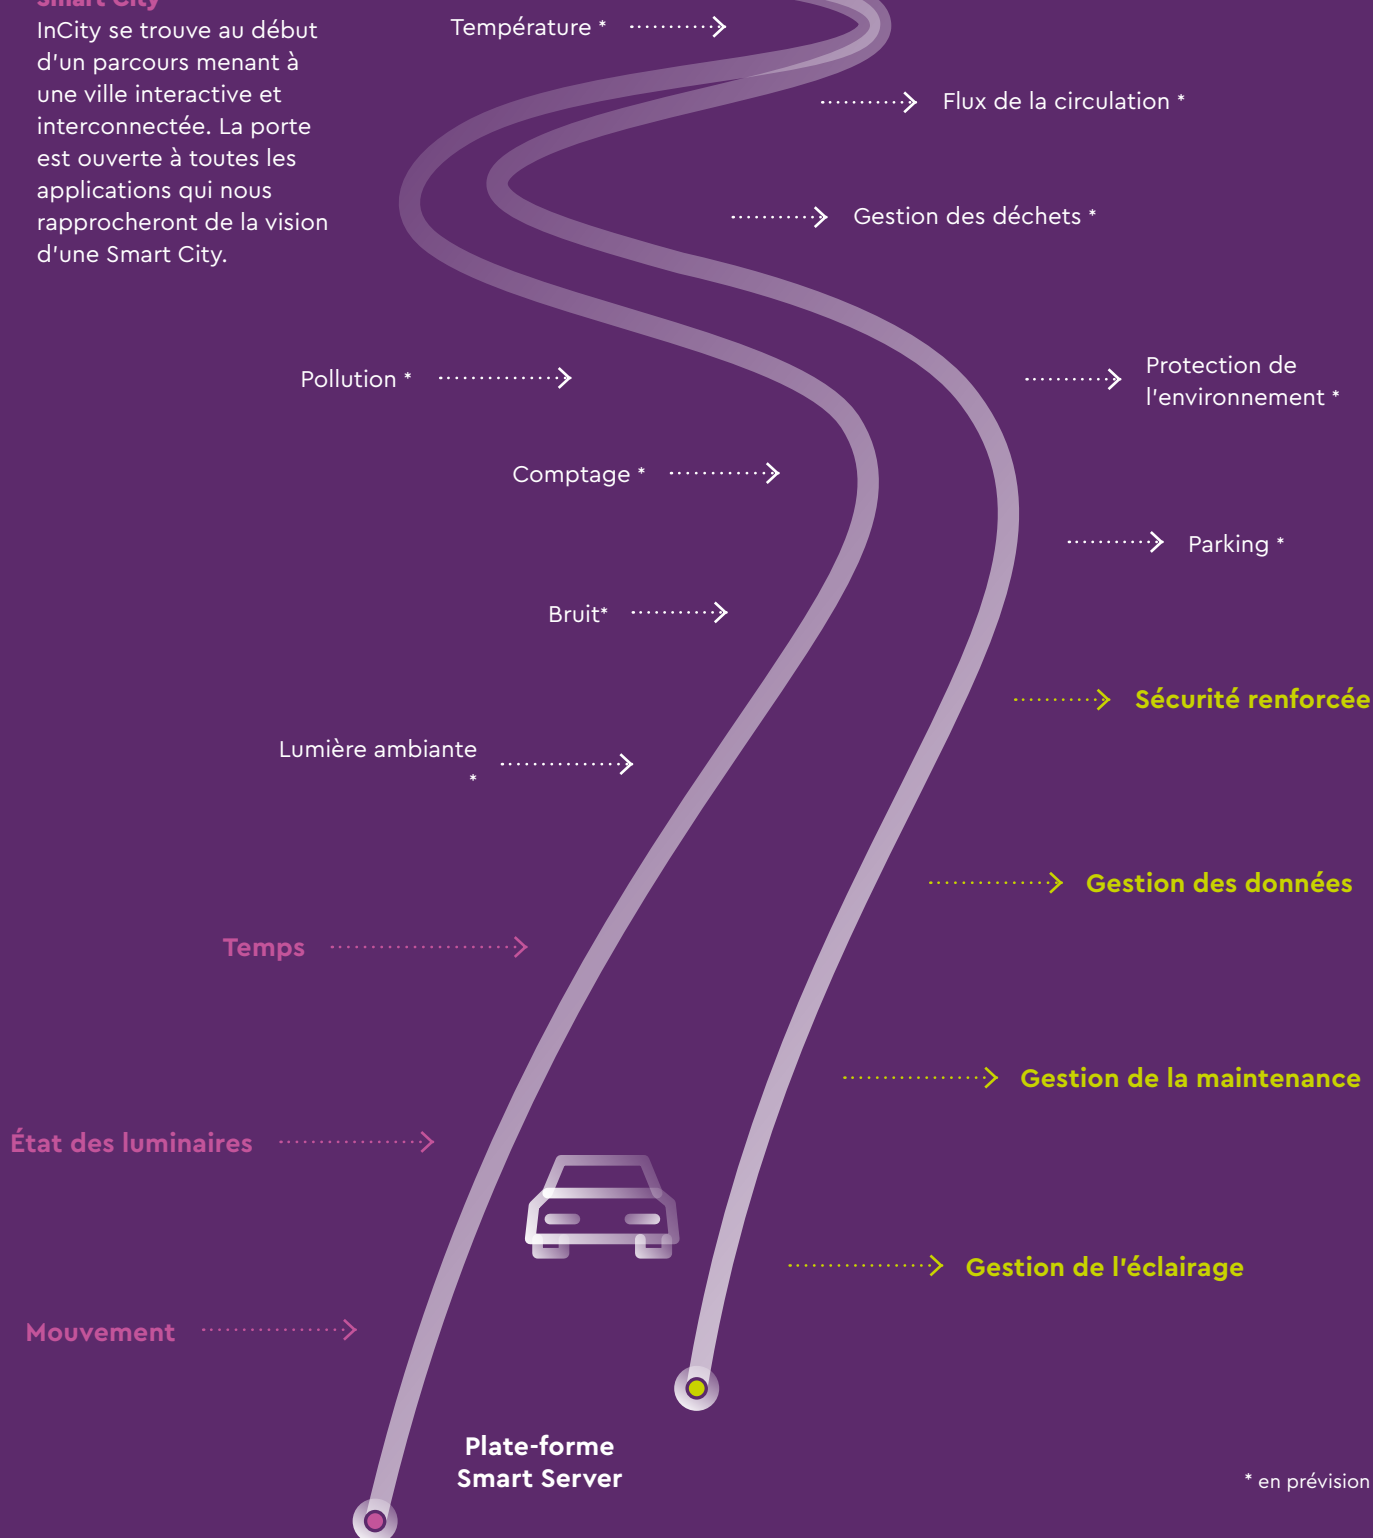 Smart City
InCity se trouve au début
d'un parcours menant à
une ville interactive et
interconnectée. La porte
est ouverte à toutes les
applications qui nous
rapprocheront de la vision
d'une Smart City.
Température *
Flux de la circulation *
Gestion des déchets *
Pollution *
Protection de
l'environnement *
Comptage *
Parking *
Bruit*
Sécurité renforcée
Lumière ambiante
*
Gestion des données
Temps
Gestion de la maintenance
État des luminaires
Gestion de l'éclairage
Mouvement
Plate-forme
Smart Server
* en prévision